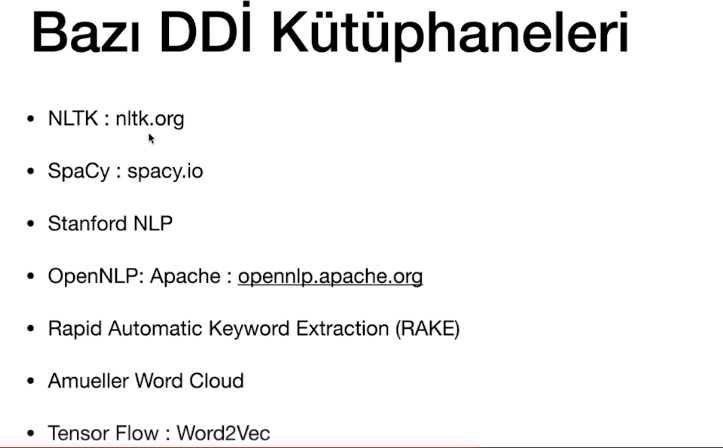 Bazı DDİ Kütüphaneleri
• NLTK : nltk.org
• SpaCy : spacy.io
• Stanford NLP
• OpenNLP: Apache : opennlp.apache.org
• Rapid Automatic Keyword Extraction (RAKE)
• Amueller Word Cloud
• Tensor Flow : Word2Vec